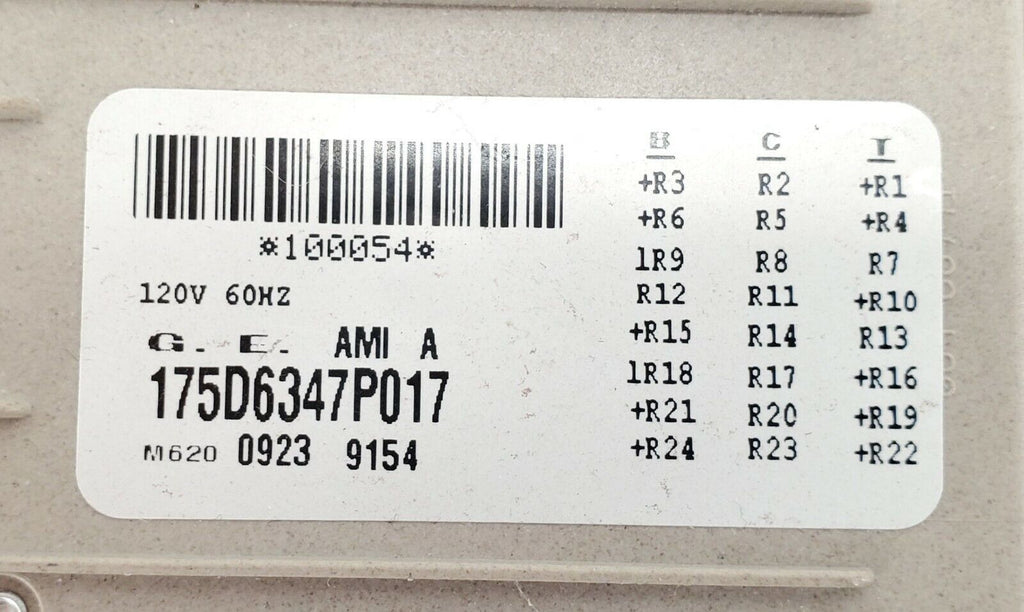 *100054*
120V 60HZ
G. E. AMI A
175D6347P017
M620 0923 9154
B C T
+R3 R2 +R1
+R6 R5 +R4
1R9 R8 R7
R12 R11 +R10
+R15 R14 R13
1R18 R17 +R16
+R21 R20 +R19
+R24 R23 +R22